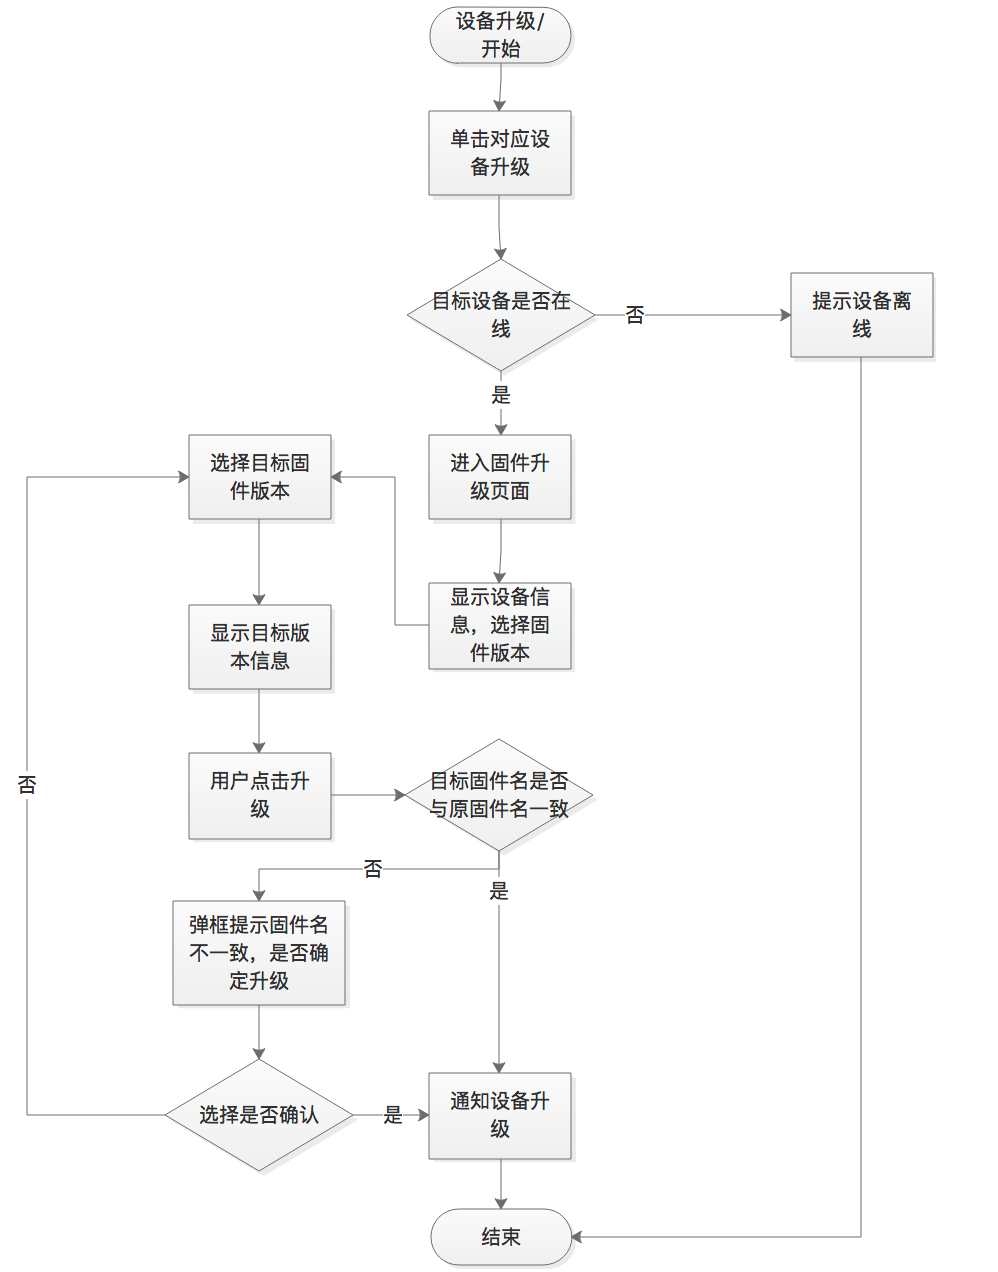 设备升级/
开始
单击对应设
备升级
目标设备是否在
线
否
提示设备离
线
是
进入固件升
级页面
显示设备信
息，选择固
件版本
选择目标固
件版本
显示目标版
本信息
用户点击升
级
目标固件名是否
与原固件名一致
否
是
弹框提示固件名
不一致，是否确
定升级
选择是否确认
否
是
通知设备升
级
结束